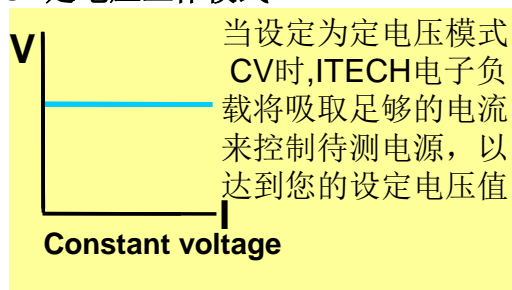 V
当设定为定电压模式
CV时,ITECH电子负
载将吸取足够的电流
来控制待测电源，以
达到您的设定电压值
I
Constant voltage